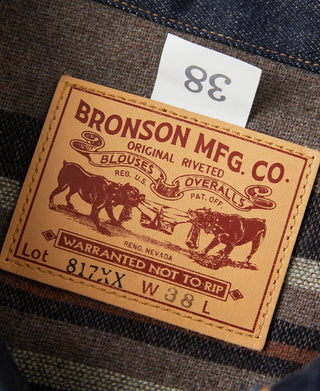 38
BRONSON MFG. CO.
ORIGINAL RIVETED
BLOUSES OVERALLS
REG. U.S. PAT. OFF.
RENO, NEVADA
WARRANTED NOT TO RIP
Lot 817XX W 38 L